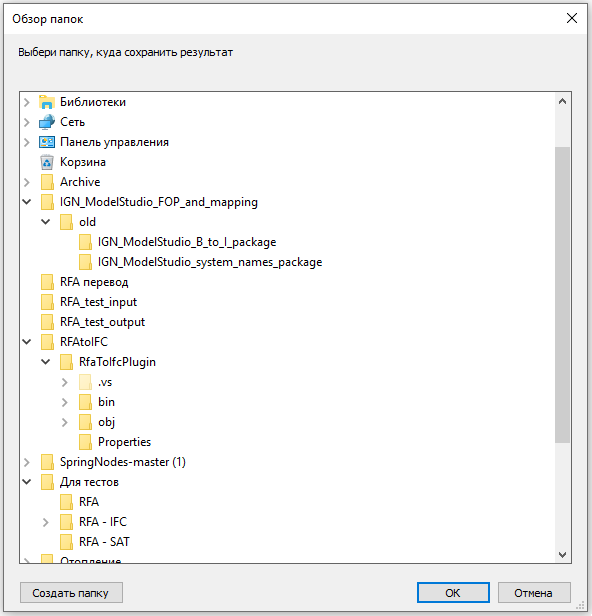 Обзор папок
Выбери папку, куда сохранить результат
Библиотеки
Сеть
Панель управления
Корзина
Archive
IGN_ModelStudio_FOP_and_mapping
old
IGN_ModelStudio_B_to_I_package
IGN_ModelStudio_system_names_package
RFA перевод
RFA_test_input
RFA_test_output
RFAtoIFC
RfaToIfcPlugin
.vs
bin
obj
Properties
SpringNodes-master (1)
Для тестов
RFA
RFA - IFC
RFA - SAT
Отопление
Создать папку
ОК
Отмена